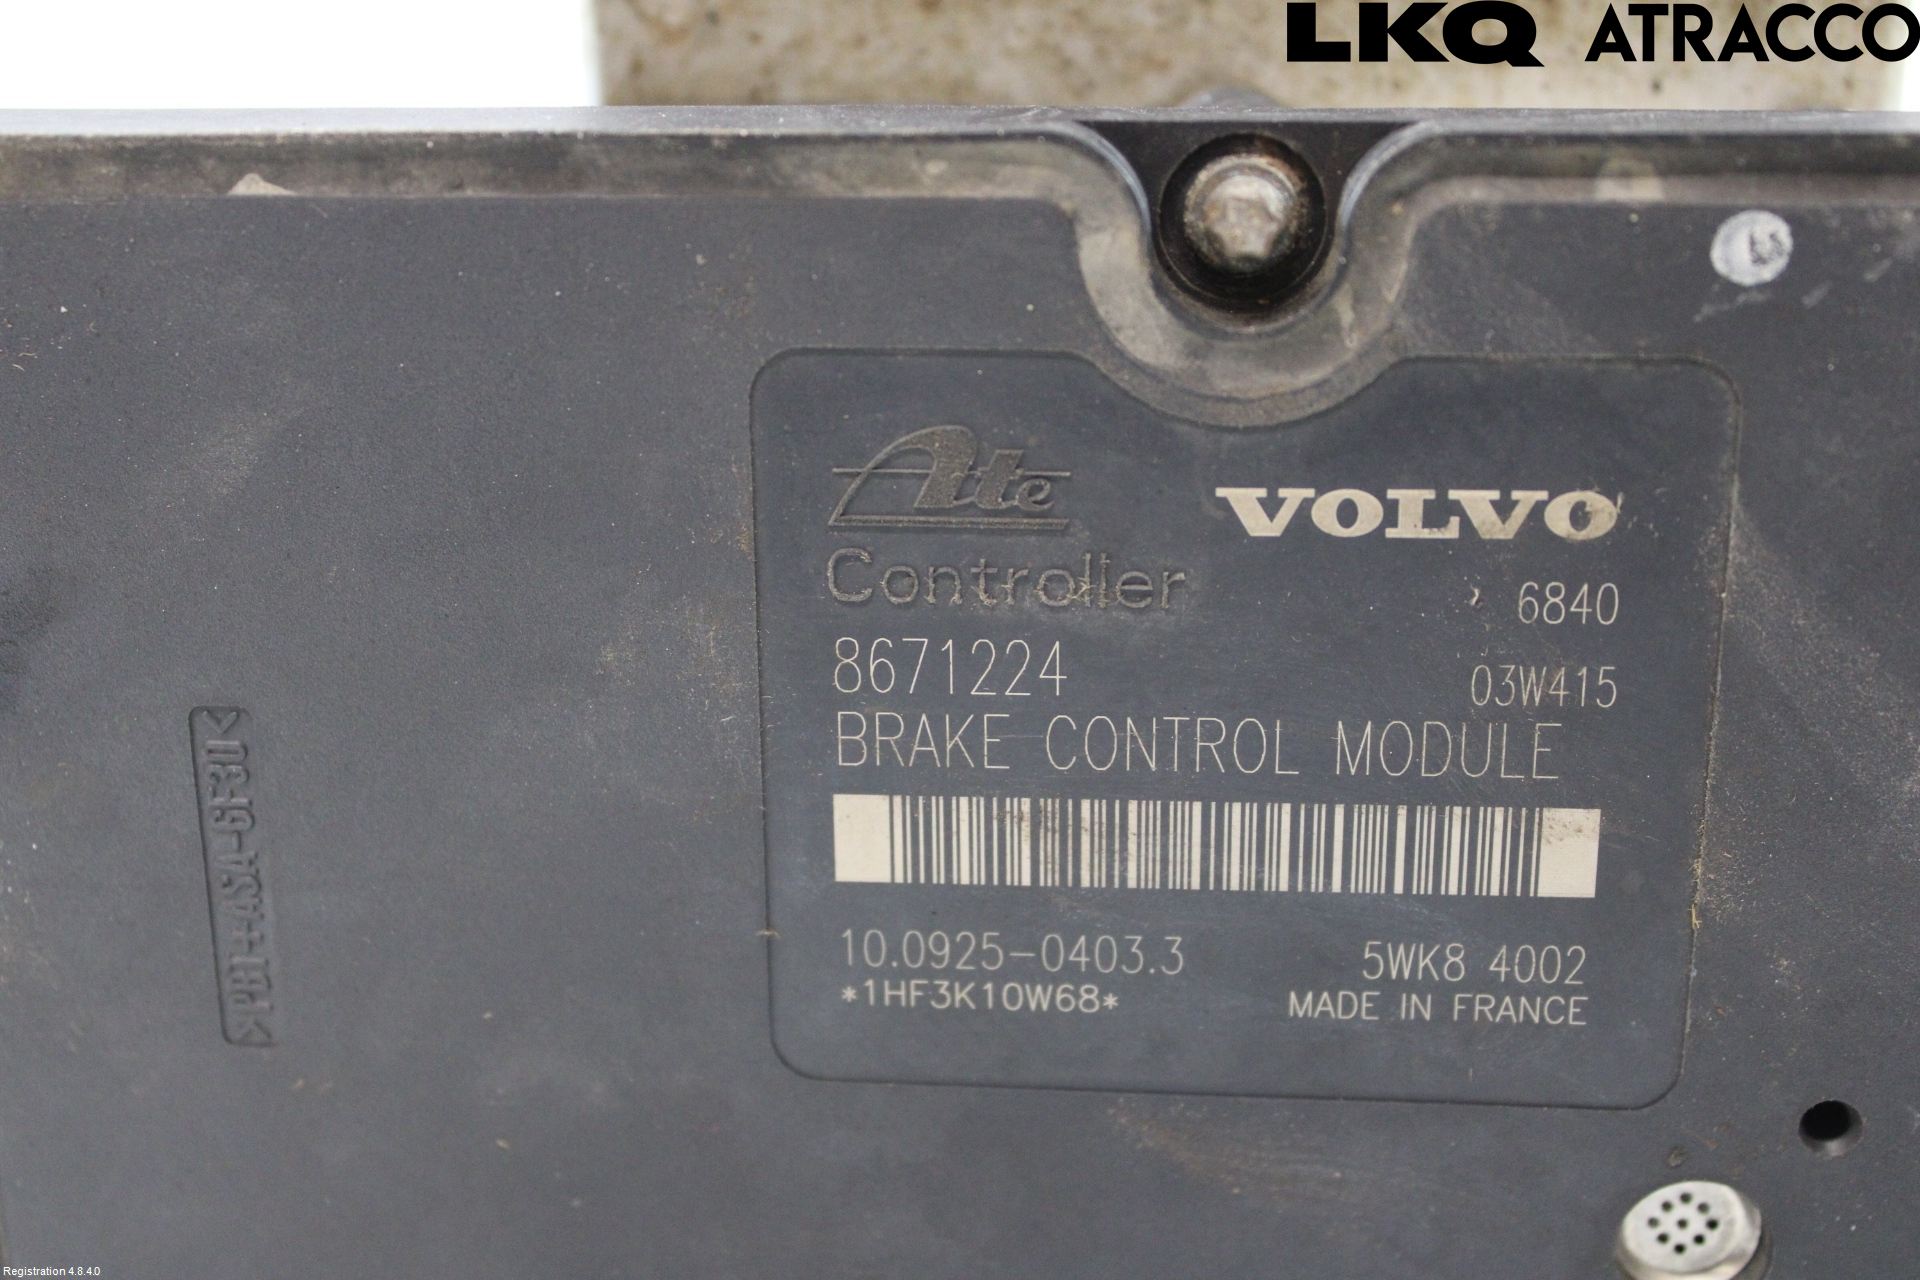 LKQ ATRACCO
Ate
Controller
VOLVO
6840
8671224
03W415
BRAKE CONTROL MODULE
10.0925-0403.3
5WK8 4002
*1HF3K10W68*
MADE IN FRANCE
>PBT+ASA-GF30<
Registration 4.8.4.0